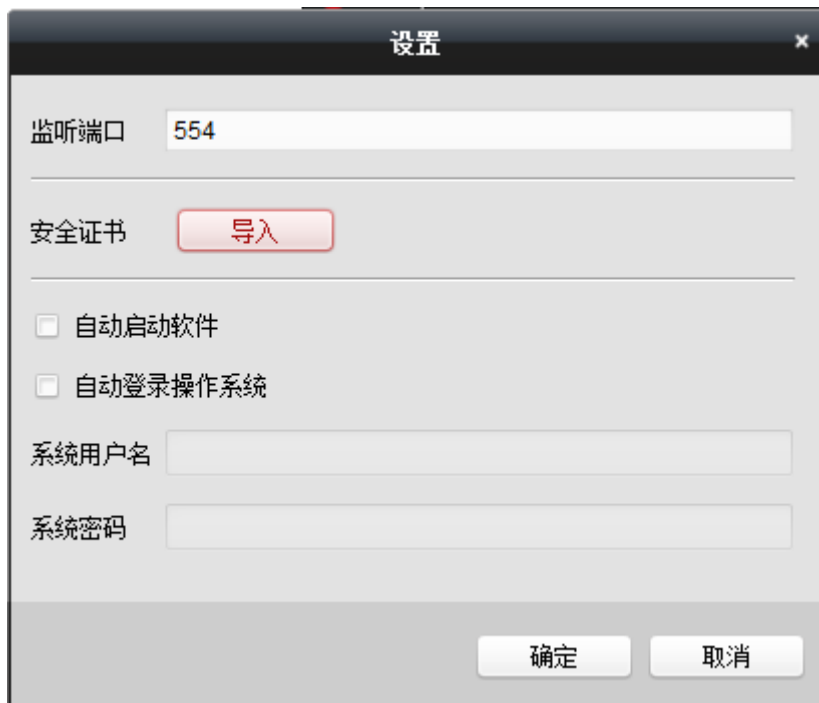 设置
监听端口 554
安全证书 导入
自动启动软件
自动登录操作系统
系统用户名
系统密码
确定 取消